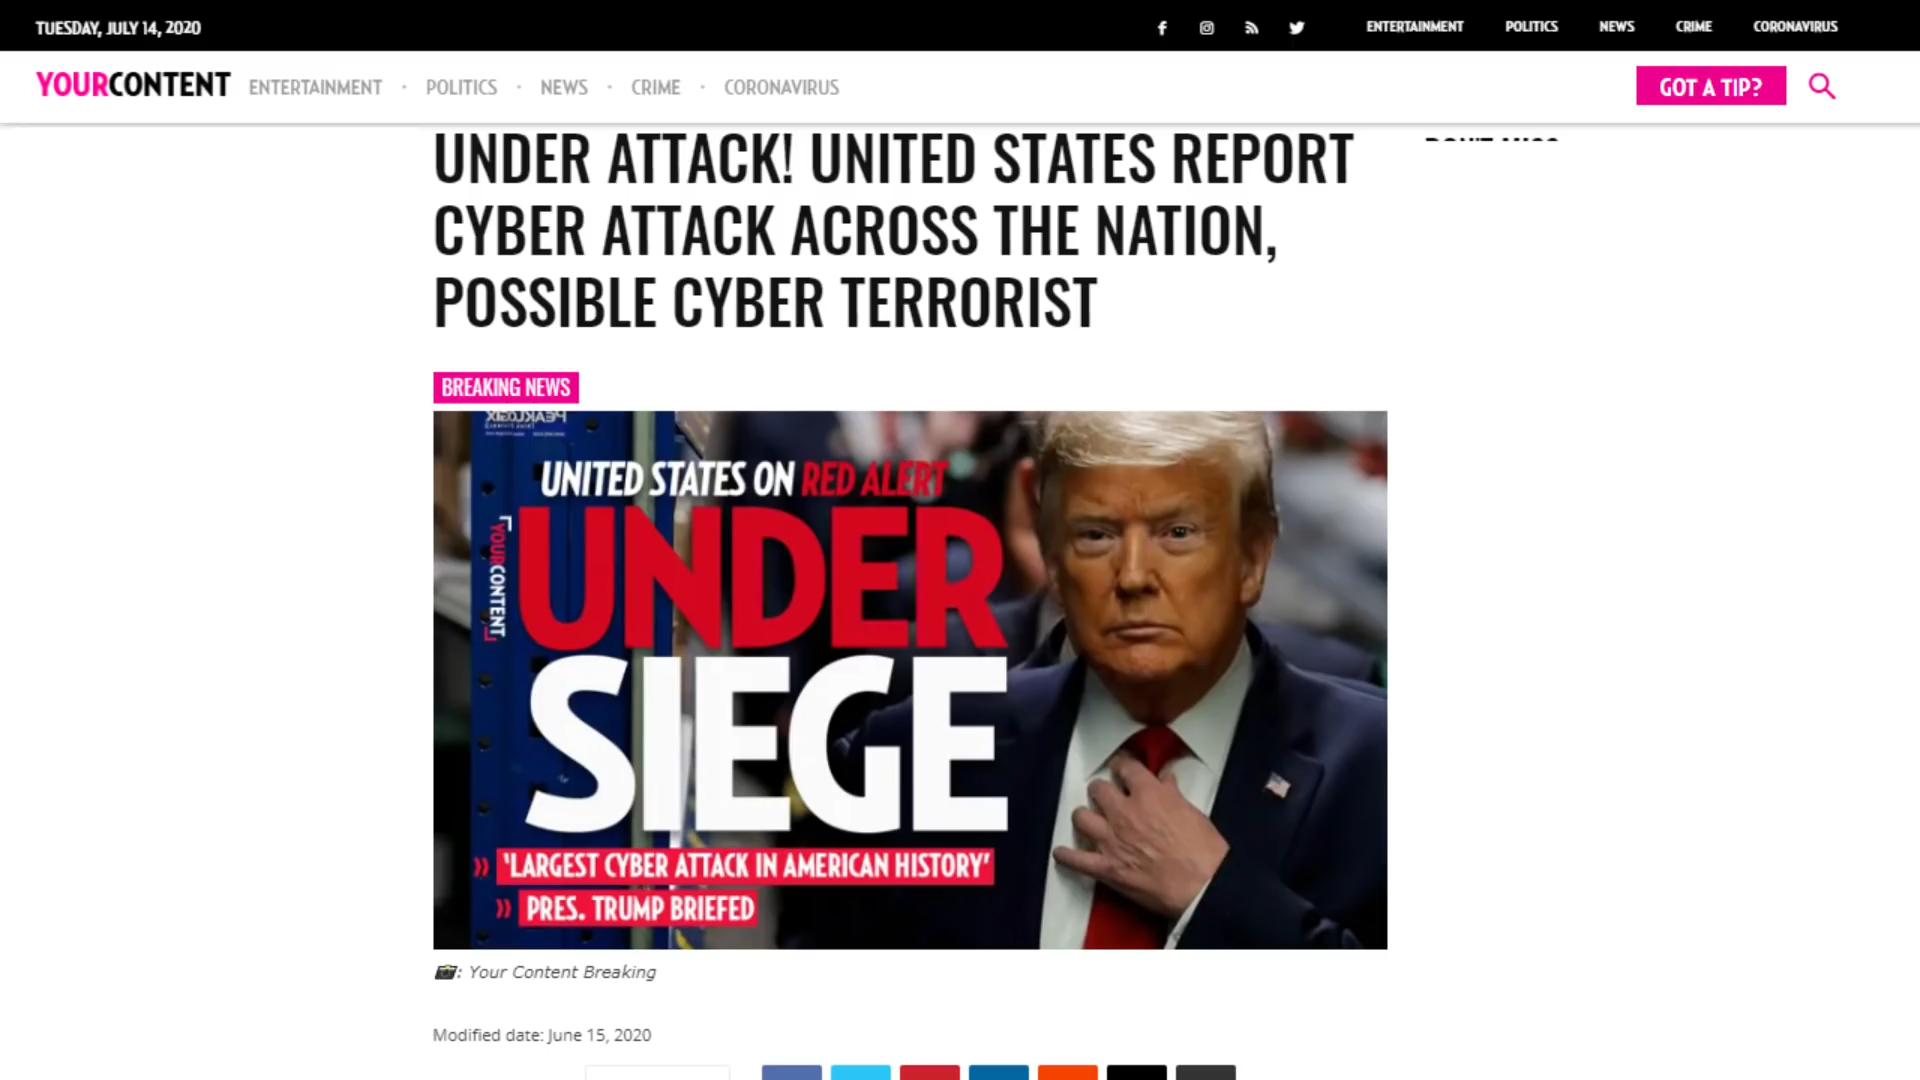 TUESDAY, JULY 14, 2020
ENTERTAINMENT POLITICS NEWS CRIME CORONAVIRUS
YOURCONTENT ENTERTAINMENT • POLITICS • NEWS • CRIME • CORONAVIRUS GOT A TIP?
UNDER ATTACK! UNITED STATES REPORT
CYBER ATTACK ACROSS THE NATION,
POSSIBLE CYBER TERRORIST
BREAKING NEWS
PEAKLOGIX
UNITED STATES ON RED ALERT
YOURCONTENT
UNDER
SIEGE
'LARGEST CYBER ATTACK IN AMERICAN HISTORY'
PRES. TRUMP BRIEFED
: Your Content Breaking
Modified date: June 15, 2020